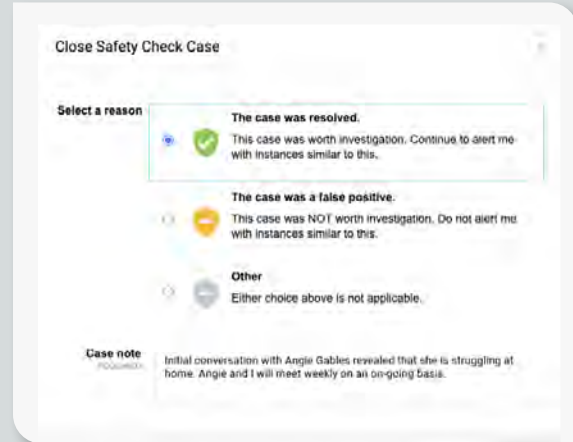 Close Safety Check Case
Select a reason
The case was resolved.
This case was worth investigation. Continue to alert me
with instances similar to this.
The case was a false positive.
This case was NOT worth investigation. Do not alert me
with instances similar to this.
Other
Either choice above is not applicable.
Case note
Initial conversation with Angie Gables revealed that she is struggling at
home. Angie and I will meet weekly on an on-going basis.